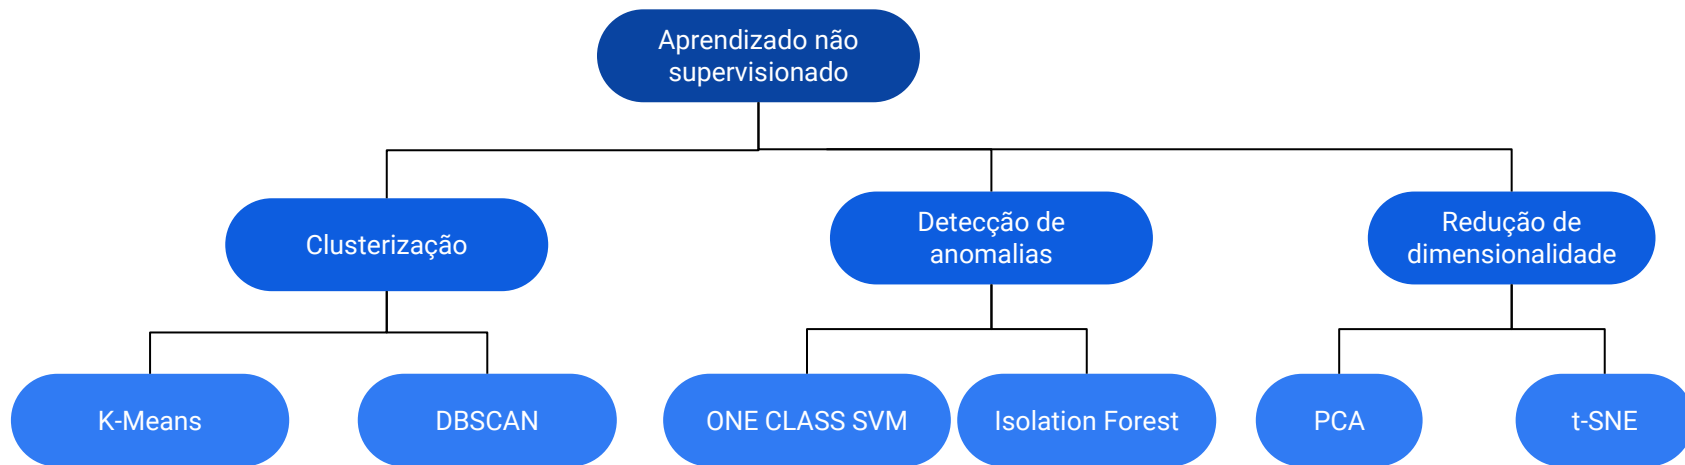 Aprendizado não
supervisionado
Clusterização
Detecção de
anomalias
Redução de
dimensionalidade
K-Means
DBSCAN
ONE CLASS SVM
Isolation Forest
PCA
t-SNE